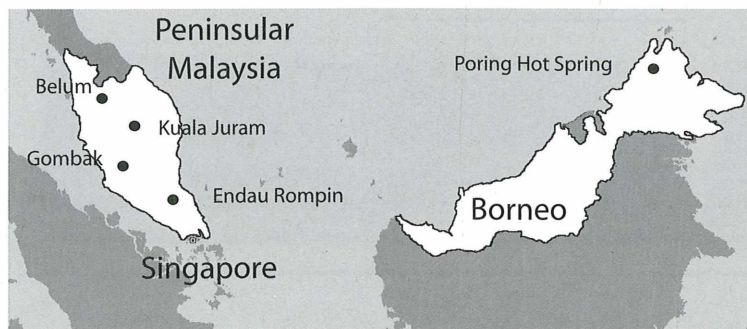 Peninsular
Malaysia
Belum
Kuala Juram
Gombak
Endau Rompin
Singapore
Poring Hot Spring
Borneo